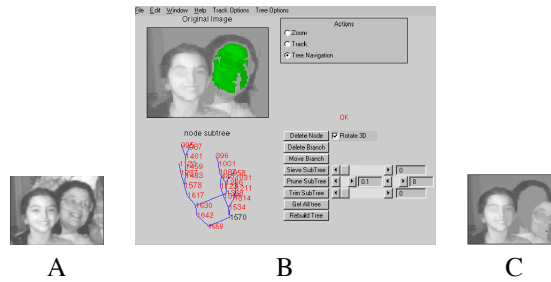 File Edit Window Help Track Options Tree Options
Original Image
Actions
Zoom
Track
Tree Navigation
OK
node subtree
Delete Node Rotate 3D
Delete Branch
Move Branch
Sieve SubTree 0
Prune SubTree 0.1 8
Trim SubTree 0
Get All tree
Rebuild Tree
396
1401
1001
1578
1617
1630
1642
1534
1570
A B C